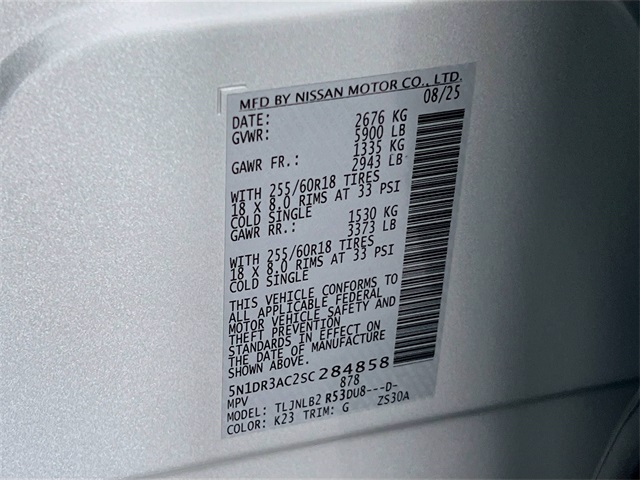 MFD BY NISSAN MOTOR CO., LTD.
DATE: 08/25
GVWR: 2676 KG
5900 LB
GAWR FR.: 1335 KG
2943 LB
WITH 255/60R18 TIRES
18 X 8.0 RIMS AT 33 PSI
COLD SINGLE
GAWR RR.: 1530 KG
3373 LB
WITH 255/60R18 TIRES
18 X 8.0 RIMS AT 33 PSI
COLD SINGLE
THIS VEHICLE CONFORMS TO
ALL APPLICABLE FEDERAL
MOTOR VEHICLE SAFETY AND
THEFT PREVENTION
STANDARDS IN EFFECT ON
THE DATE OF MANUFACTURE
SHOWN ABOVE.
5N1DR3AC2SC284858
MPV 878
MODEL: TLJNLB2 R53DU8---D-
COLOR: K23 TRIM: G ZS30A